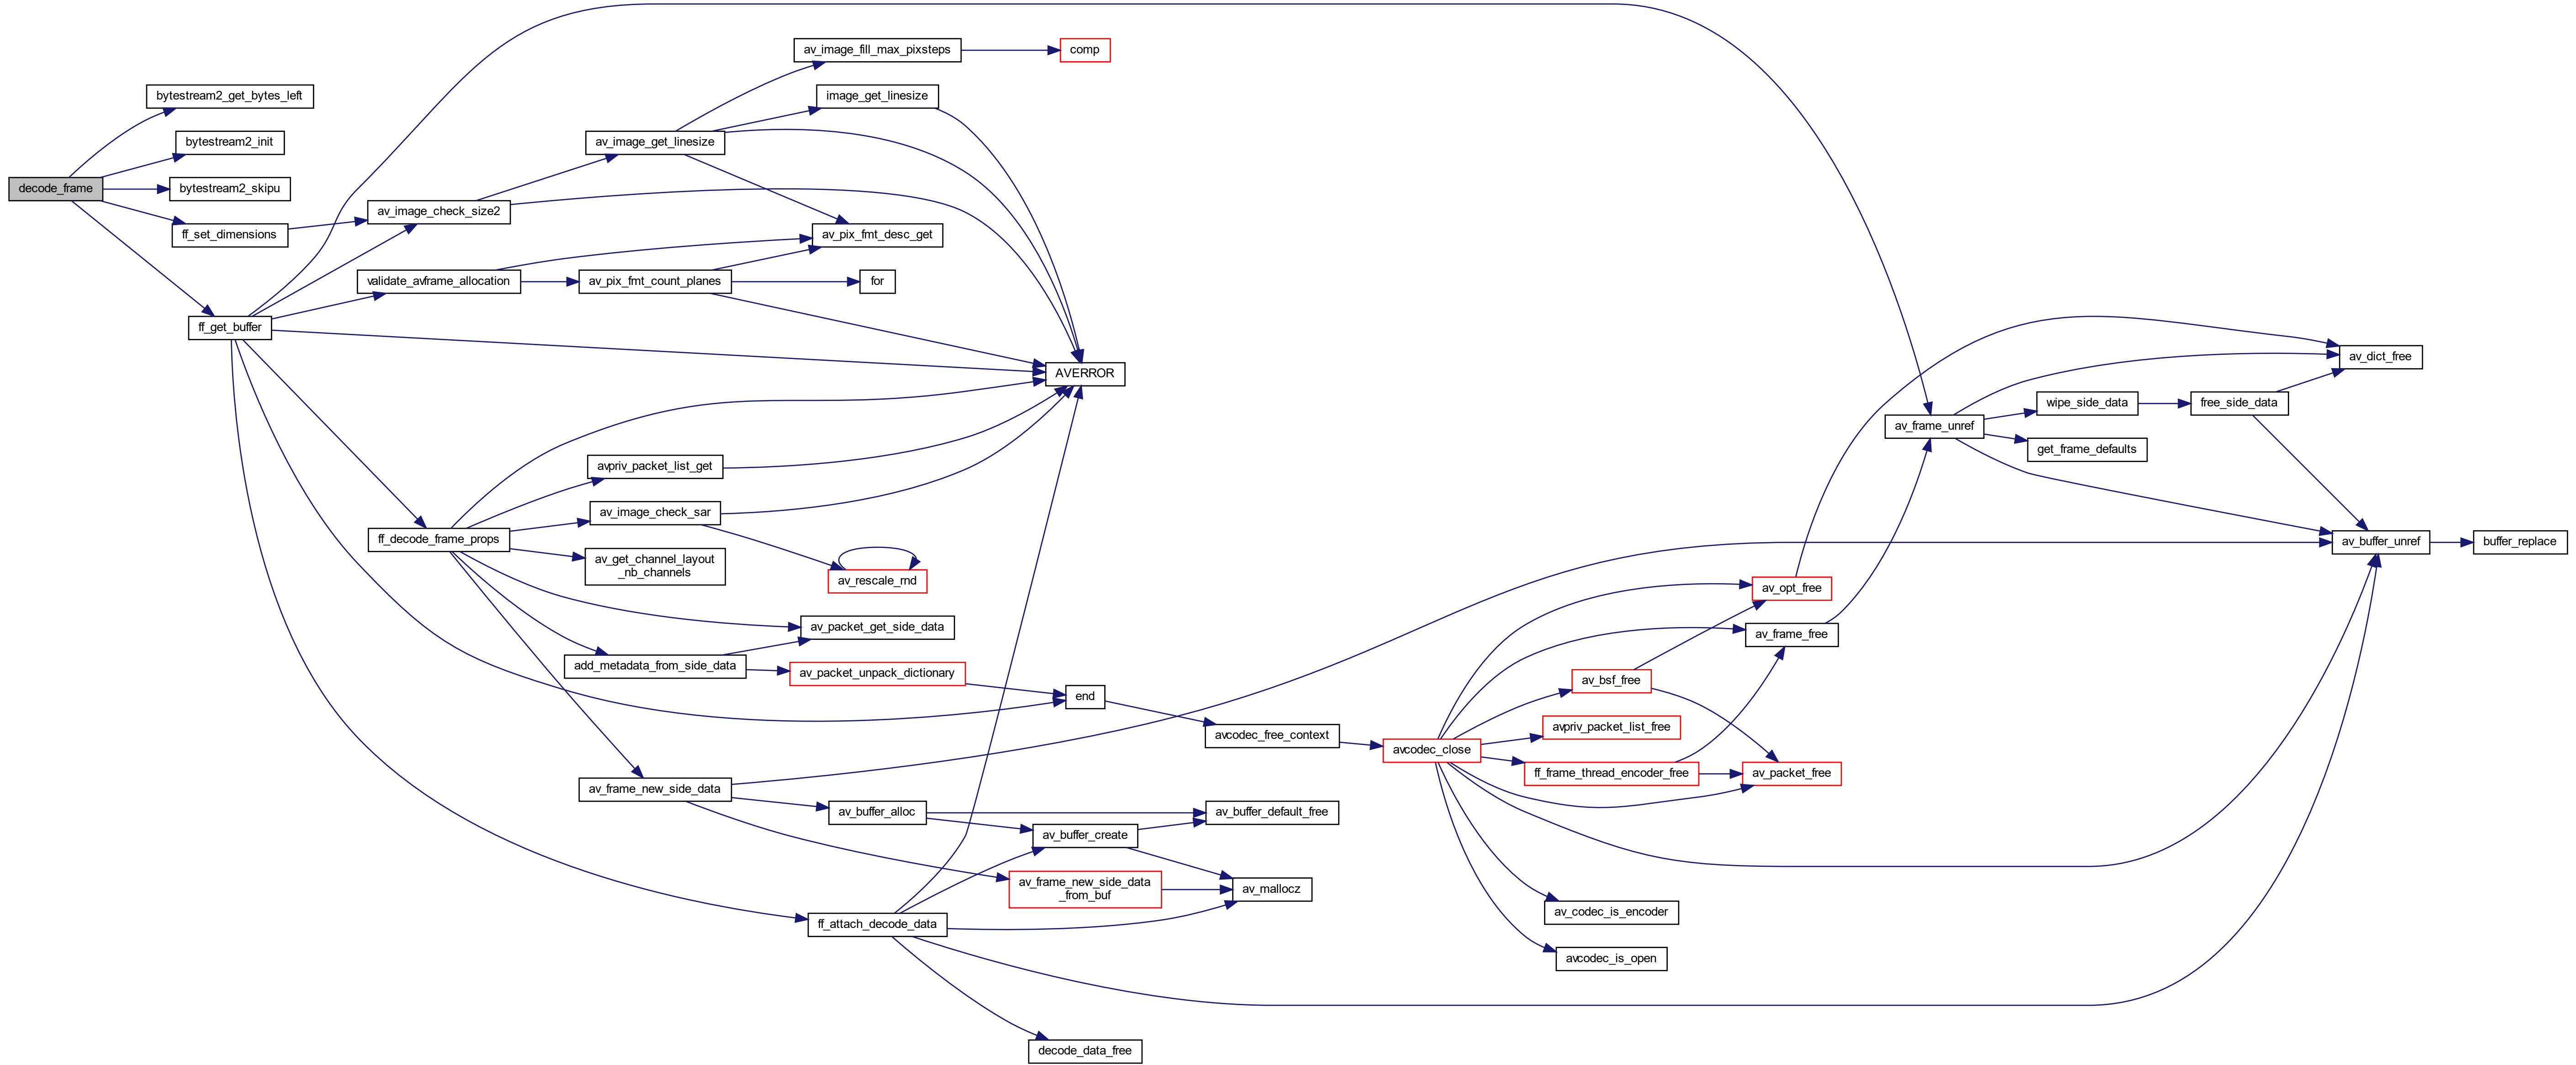 decode_frame
bytestream2_get_bytes_left
bytestream2_init
bytestream2_skipu
ff_set_dimensions
ff_get_buffer
av_image_check_size2
validate_avframe_allocation
ff_decode_frame_props
av_image_get_linesize
av_pix_fmt_count_planes
avpriv_packet_list_get
av_image_check_sar
av_get_channel_layout
_nb_channels
add_metadata_from_side_data
av_frame_new_side_data
av_image_fill_max_pixsteps
image_get_linesize
av_pix_fmt_desc_get
for
av_rescale_rnd
av_packet_get_side_data
av_packet_unpack_dictionary
av_buffer_alloc
ff_attach_decode_data
comp
AVERROR
end
av_buffer_create
av_frame_new_side_data
_from_buf
decode_data_free
avcodec_free_context
av_buffer_default_free
av_mallocz
avcodec_close
av_opt_free
av_frame_free
av_bsf_free
avpriv_packet_list_free
ff_frame_thread_encoder_free
av_packet_free
av_codec_is_encoder
avcodec_is_open
av_frame_unref
wipe_side_data
get_frame_defaults
free_side_data
av_dict_free
av_buffer_unref
buffer_replace